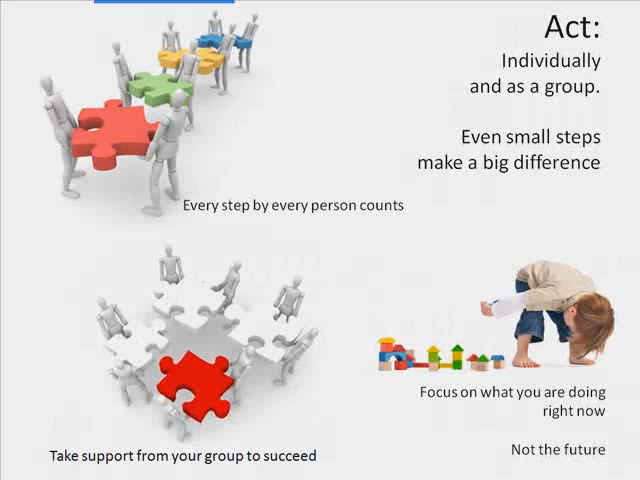 Act:
Individually
and as a group.
Even small steps
make a big difference
Every step by every person counts
Focus on what you are doing
right now
Not the future
Take support from your group to succeed